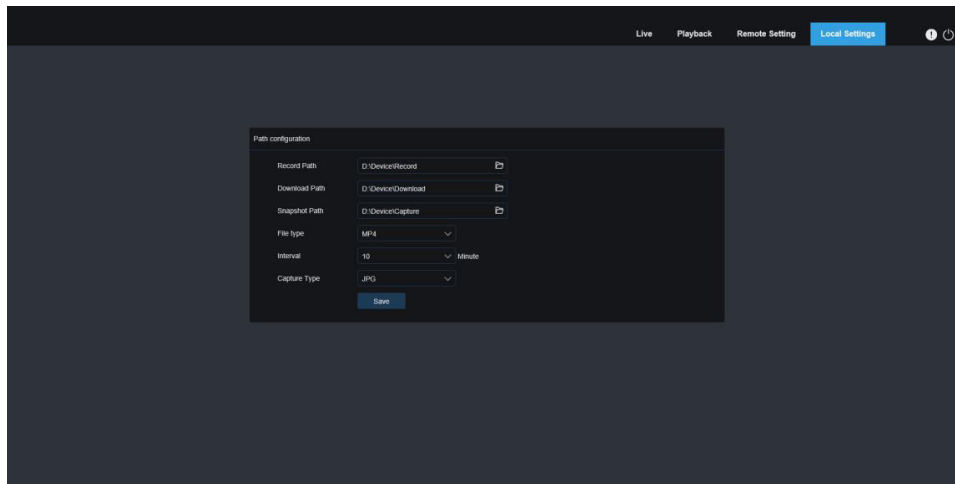 Live Playback Remote Setting Local Settings
Path configuration
Record Path D:\Device\Record
Download Path D:\Device\Download
Snapshot Path D:\Device\Capture
File type MP4
Interval 10 Minute
Capture Type JPG
Save